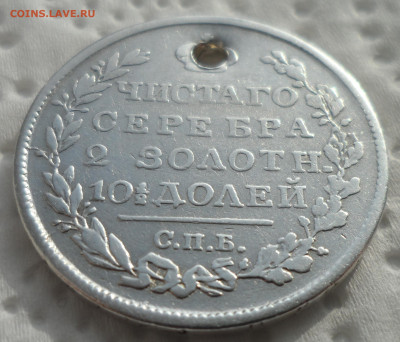 COINS.LAVE.RU
ЧИСТАГО
СЕРЕБРА
2 ЗОЛОТН.
10½ ДОЛЕЙ
С.П.Б.